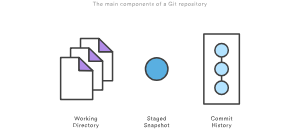 The main components of a Git repository
Working
Directory
Staged
Snapshot
Commit
History